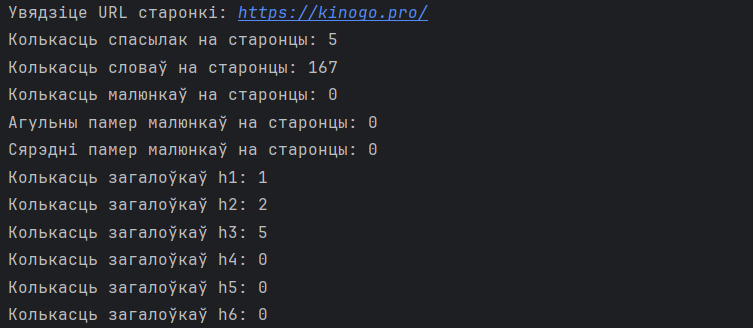 Увядзіце URL старонкі: https://kinogo.pro/
Колькасць спасылак на старонцы: 5
Колькасць словаў на старонцы: 167
Колькасць малюнкаў на старонцы: 0
Агульны памер малюнкаў на старонцы: 0
Сярэдні памер малюнкаў на старонцы: 0
Колькасць загалоўкаў h1: 1
Колькасць загалоўкаў h2: 2
Колькасць загалоўкаў h3: 5
Колькасць загалоўкаў h4: 0
Колькасць загалоўкаў h5: 0
Колькасць загалоўкаў h6: 0